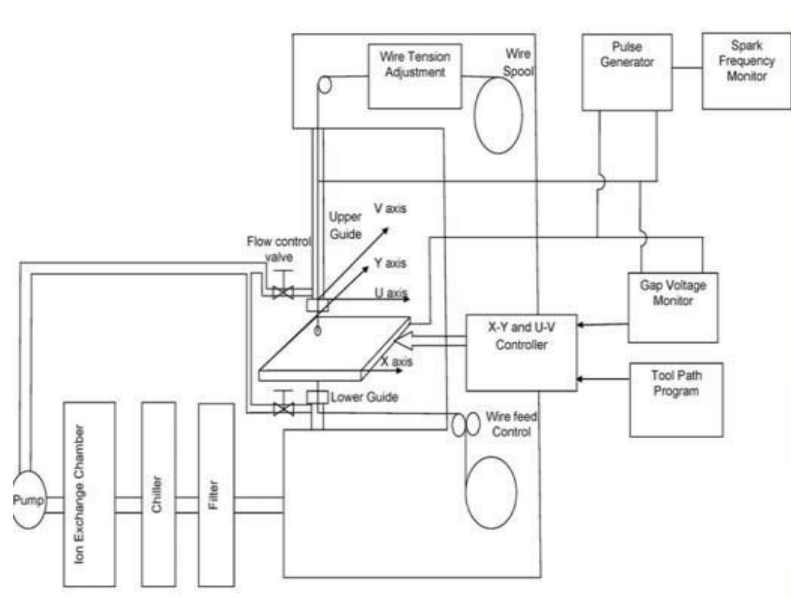 Wire Tension
Adjustment
Wire
Spool
Pulse
Generator
Spark
Frequency
Monitor
V axis
Upper
Guide
Flow control
valve
Y axis
U axis
Gap Voltage
Monitor
X-Y and U-V
Controller
X axis
Tool Path
Program
Lower Guide
Wire feed
Control
Pump
Ion Exchange Chamber
Chiller
Filter